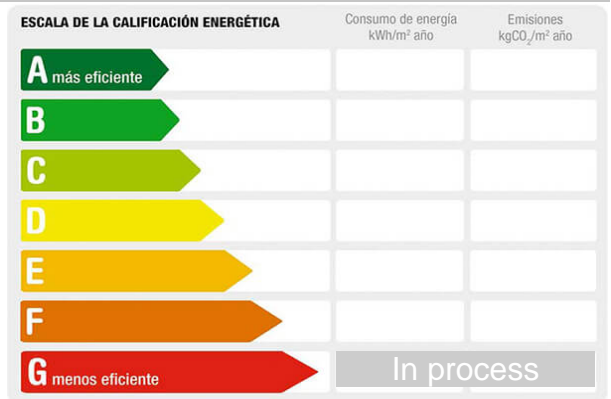 ESCALA DE LA CALIFICACIÓN ENERGÉTICA
Consumo de energía
kWh/m² año
Emisiones
kgCO₂/m² año
A más eficiente
B
C
D
E
F
G menos eficiente
In process